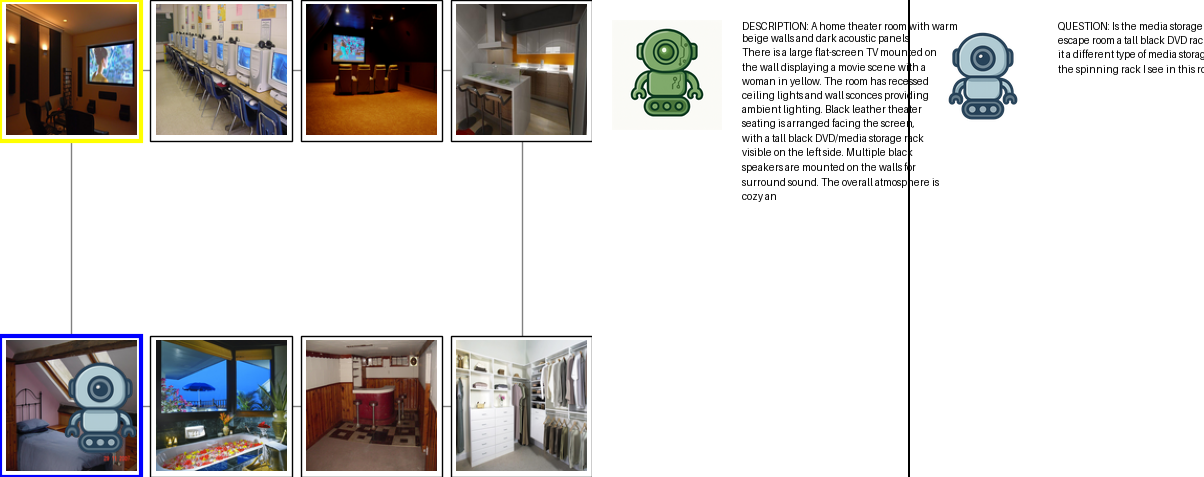 DESCRIPTION: A home theater room with warm
beige walls and dark acoustic panels.
There is a large flat-screen TV mounted on
the wall displaying a movie scene with a
woman in yellow. The room has recessed
ceiling lights and wall sconces providing
ambient lighting. Black leather theater
seating is arranged facing the screen,
with a tall black DVD/media storage rack
visible on the left side. Multiple black
speakers are mounted on the walls for
surround sound. The overall atmosphere is
cozy an
QUESTION: Is the media storage
escape room a tall black DVD rac
it a different type of media storag
the spinning rack I see in this ro